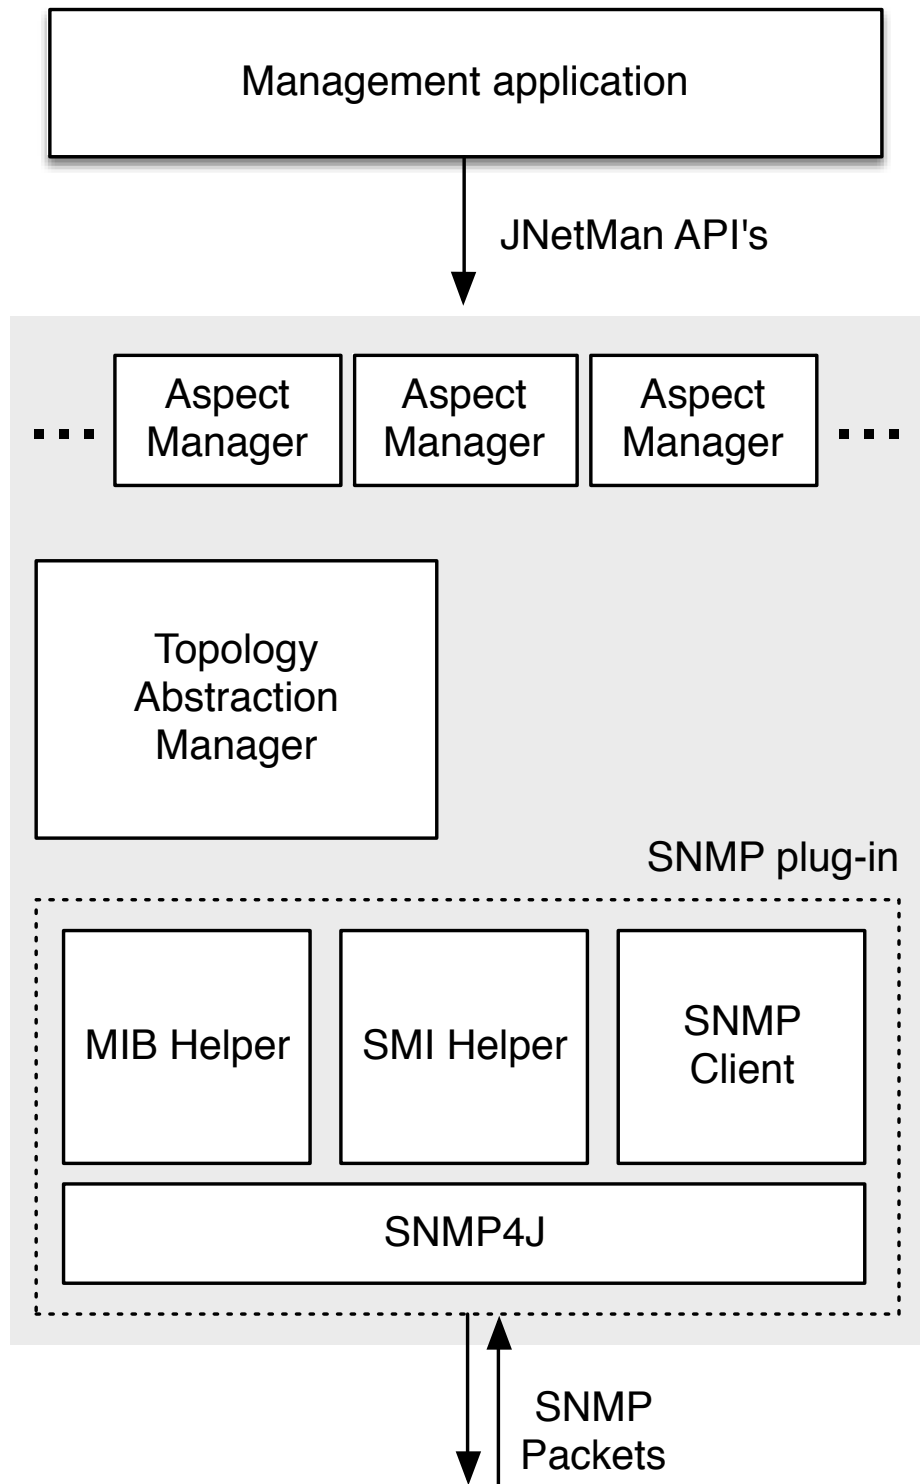 Management application
JNetMan API's
Aspect
Manager
Aspect
Manager
Aspect
Manager
Topology
Abstraction
Manager
SNMP plug-in
MIB Helper
SMI Helper
SNMP
Client
SNMP4J
SNMP
Packets